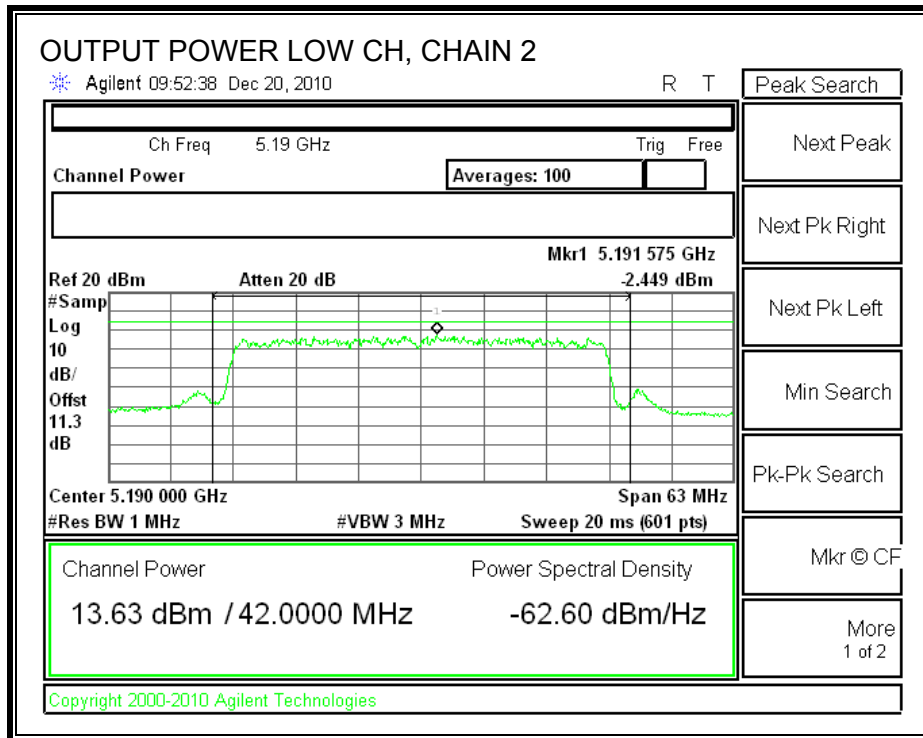 OUTPUT POWER LOW CH, CHAIN 2
Agilent 09:52:38 Dec 20, 2010 R T
Peak Search
Ch Freq 5.19 GHz Trig Free
Channel Power Averages: 100
Mkr1 5.191 575 GHz
Ref 20 dBm Atten 20 dB -2.449 dBm
#Samp
Log
10
dB/
Offst
11.3
dB
1
Center 5.190 000 GHz Span 63 MHz
#Res BW 1 MHz #VBW 3 MHz Sweep 20 ms (601 pts)
Channel Power Power Spectral Density
13.63 dBm / 42.0000 MHz -62.60 dBm/Hz
Copyright 2000-2010 Agilent Technologies
Next Peak
Next Pk Right
Next Pk Left
Min Search
Pk-Pk Search
Mkr © CF
More
1 of 2